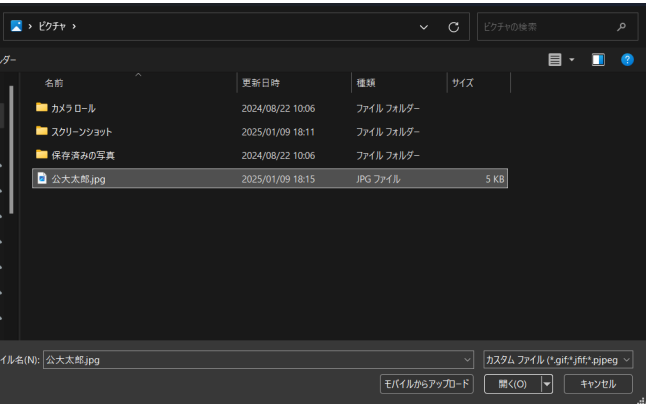 ピクチャ
ピクチャの検索
ルダー
名前 更新日時 種類 サイズ
カメラ ロール 2024/08/22 10:06 ファイル フォルダー
スクリーンショット 2025/01/09 18:11 ファイル フォルダー
保存済みの写真 2024/08/22 10:06 ファイル フォルダー
公大太郎.jpg 2025/01/09 18:15 JPG ファイル 5 KB
イル名(N): 公大太郎.jpg カスタム ファイル (*.gif;*.jfif;*.pjpeg
モバイルからアップロード 開く(O) キャンセル